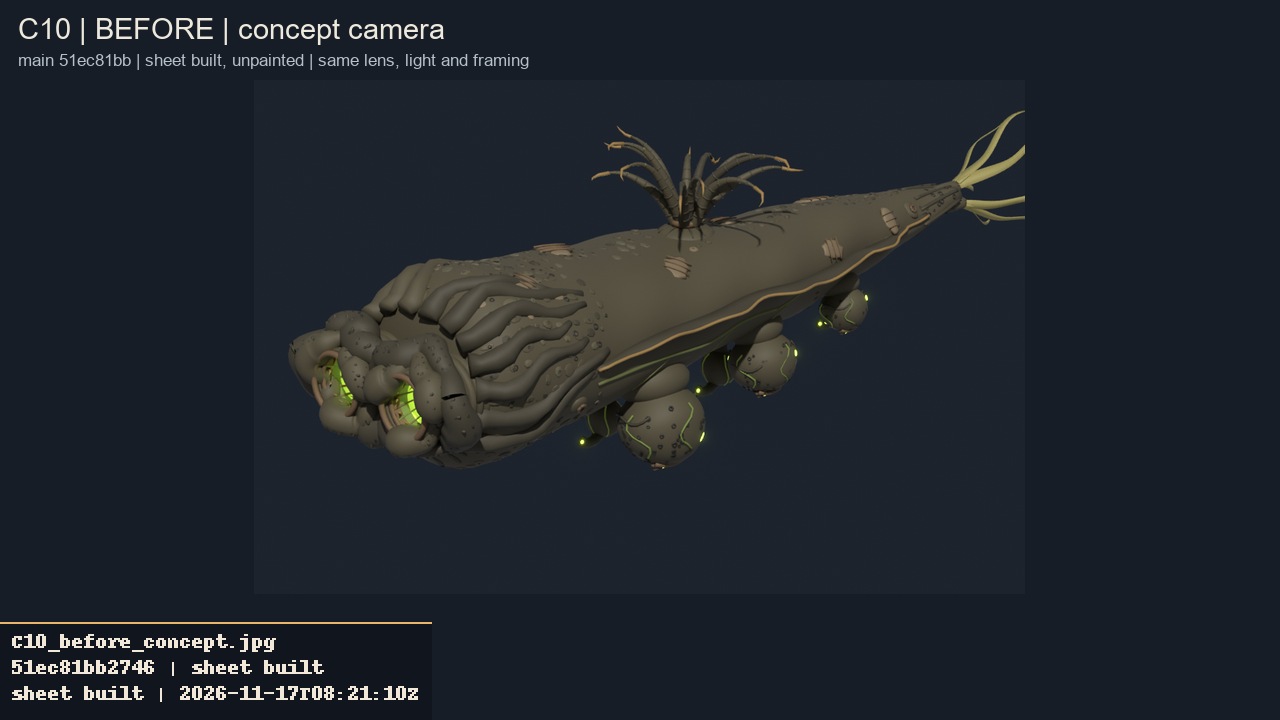 C10 | BEFORE | concept camera
main 51ec81bb | sheet built, unpainted | same lens, light and framing
C10_before_concept.jpg
51ec81bb2746 | sheet built
sheet built | 2026-11-17T08:21:10Z